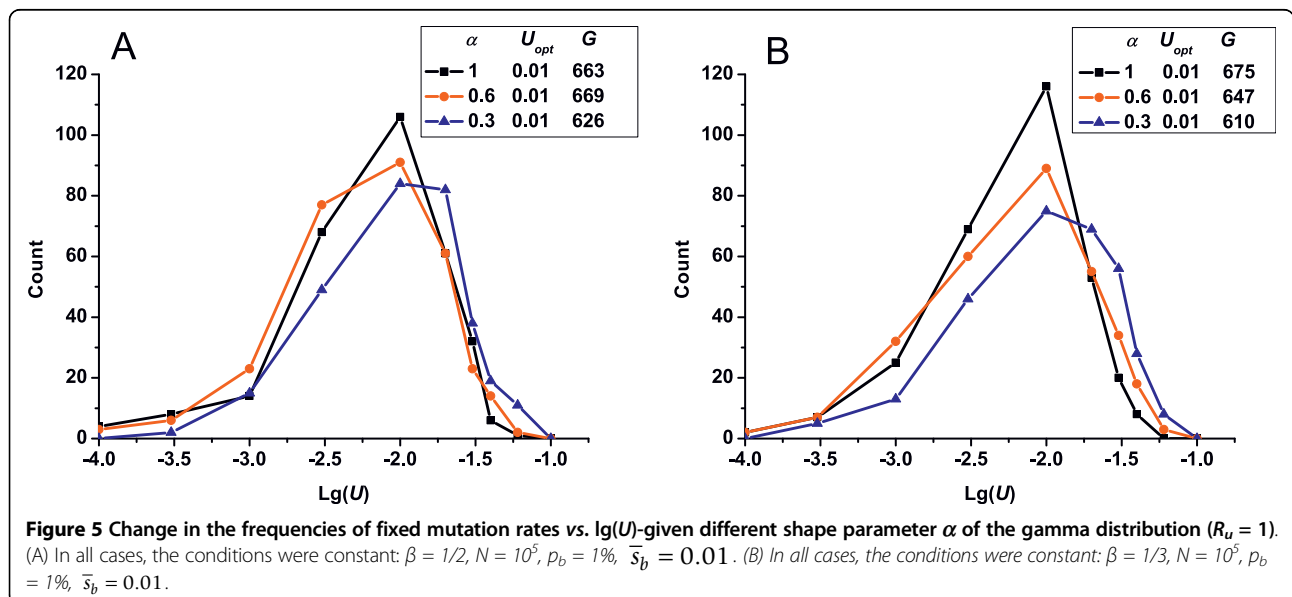 A
α U_opt G
1 0.01 663
0.6 0.01 669
0.3 0.01 626
120
100
80
60
40
20
0
Count
-4.0 -3.5 -3.0 -2.5 -2.0 -1.5 -1.0
Lg(U)
B
α U_opt G
1 0.01 675
0.6 0.01 647
0.3 0.01 610
120
100
80
60
40
20
0
Count
-4.0 -3.5 -3.0 -2.5 -2.0 -1.5 -1.0
Lg(U)
Figure 5 Change in the frequencies of fixed mutation rates vs. lg(U)-given different shape parameter α of the gamma distribution (R_u = 1).
(A) In all cases, the conditions were constant: β = 1/2, N = 10⁵, p_b = 1%, s̅_b = 0.01. (B) In all cases, the conditions were constant: β = 1/3, N = 10⁵, p_b
= 1%, s̅_b = 0.01.